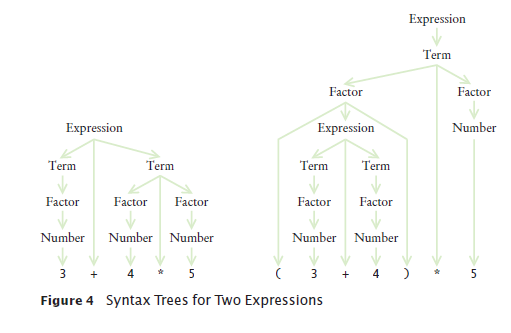 Expression
Term
Factor Factor
Expression Expression Number
Term Term Term Term
Factor Factor Factor Factor Factor
Number Number Number Number Number
3 + 4 * 5 ( 3 + 4 ) * 5
Figure 4 Syntax Trees for Two Expressions